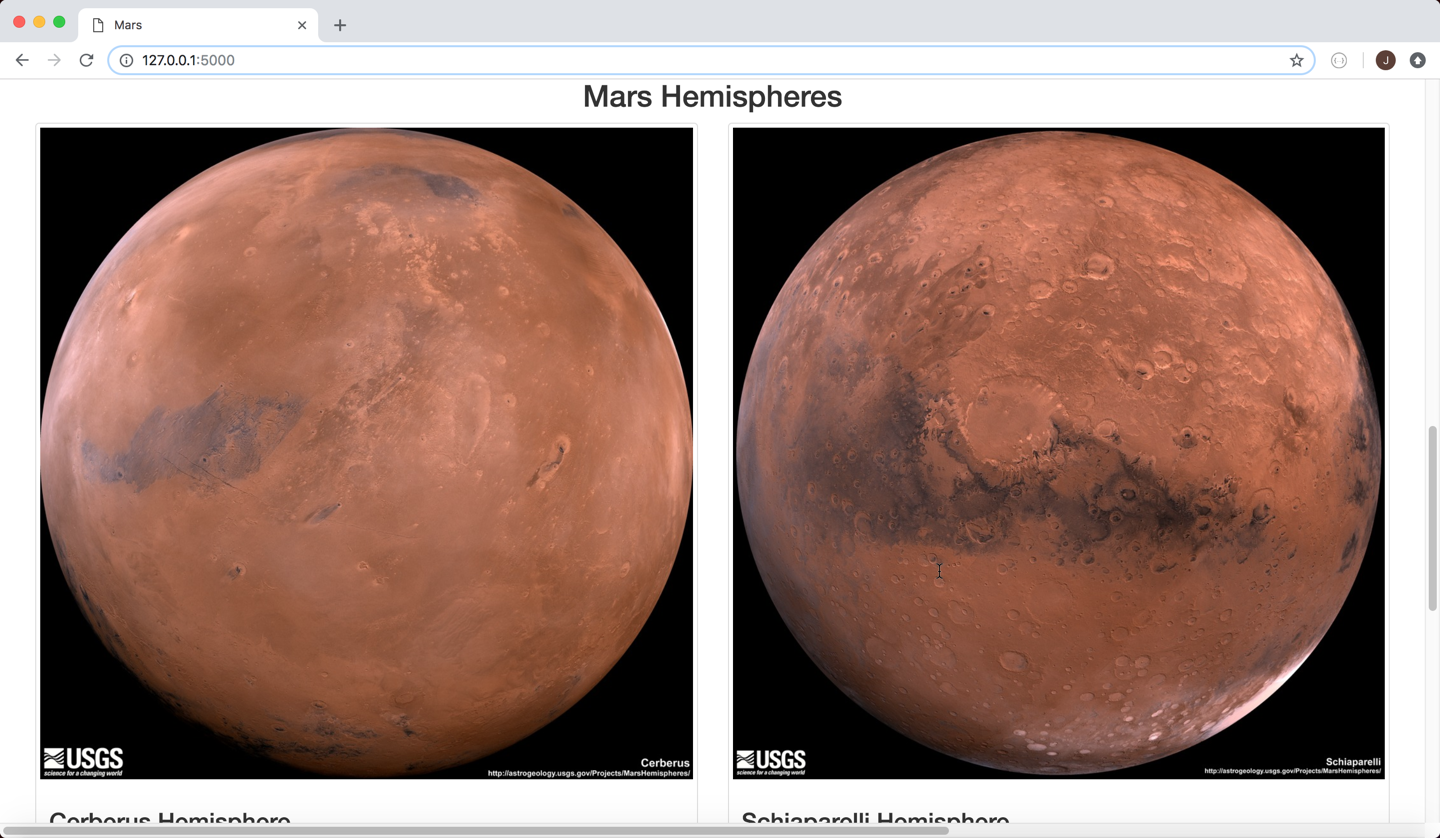 Mars
127.0.0.1:5000
J
Mars Hemispheres
USGS
science for a changing world
Cerberus
http://astrogeology.usgs.gov/Projects/MarsHemispheres/
USGS
science for a changing world
Schiaparelli
http://astrogeology.usgs.gov/Projects/MarsHemispheres/
Cerberus Hemisphere
Schiaparelli Hemisphere